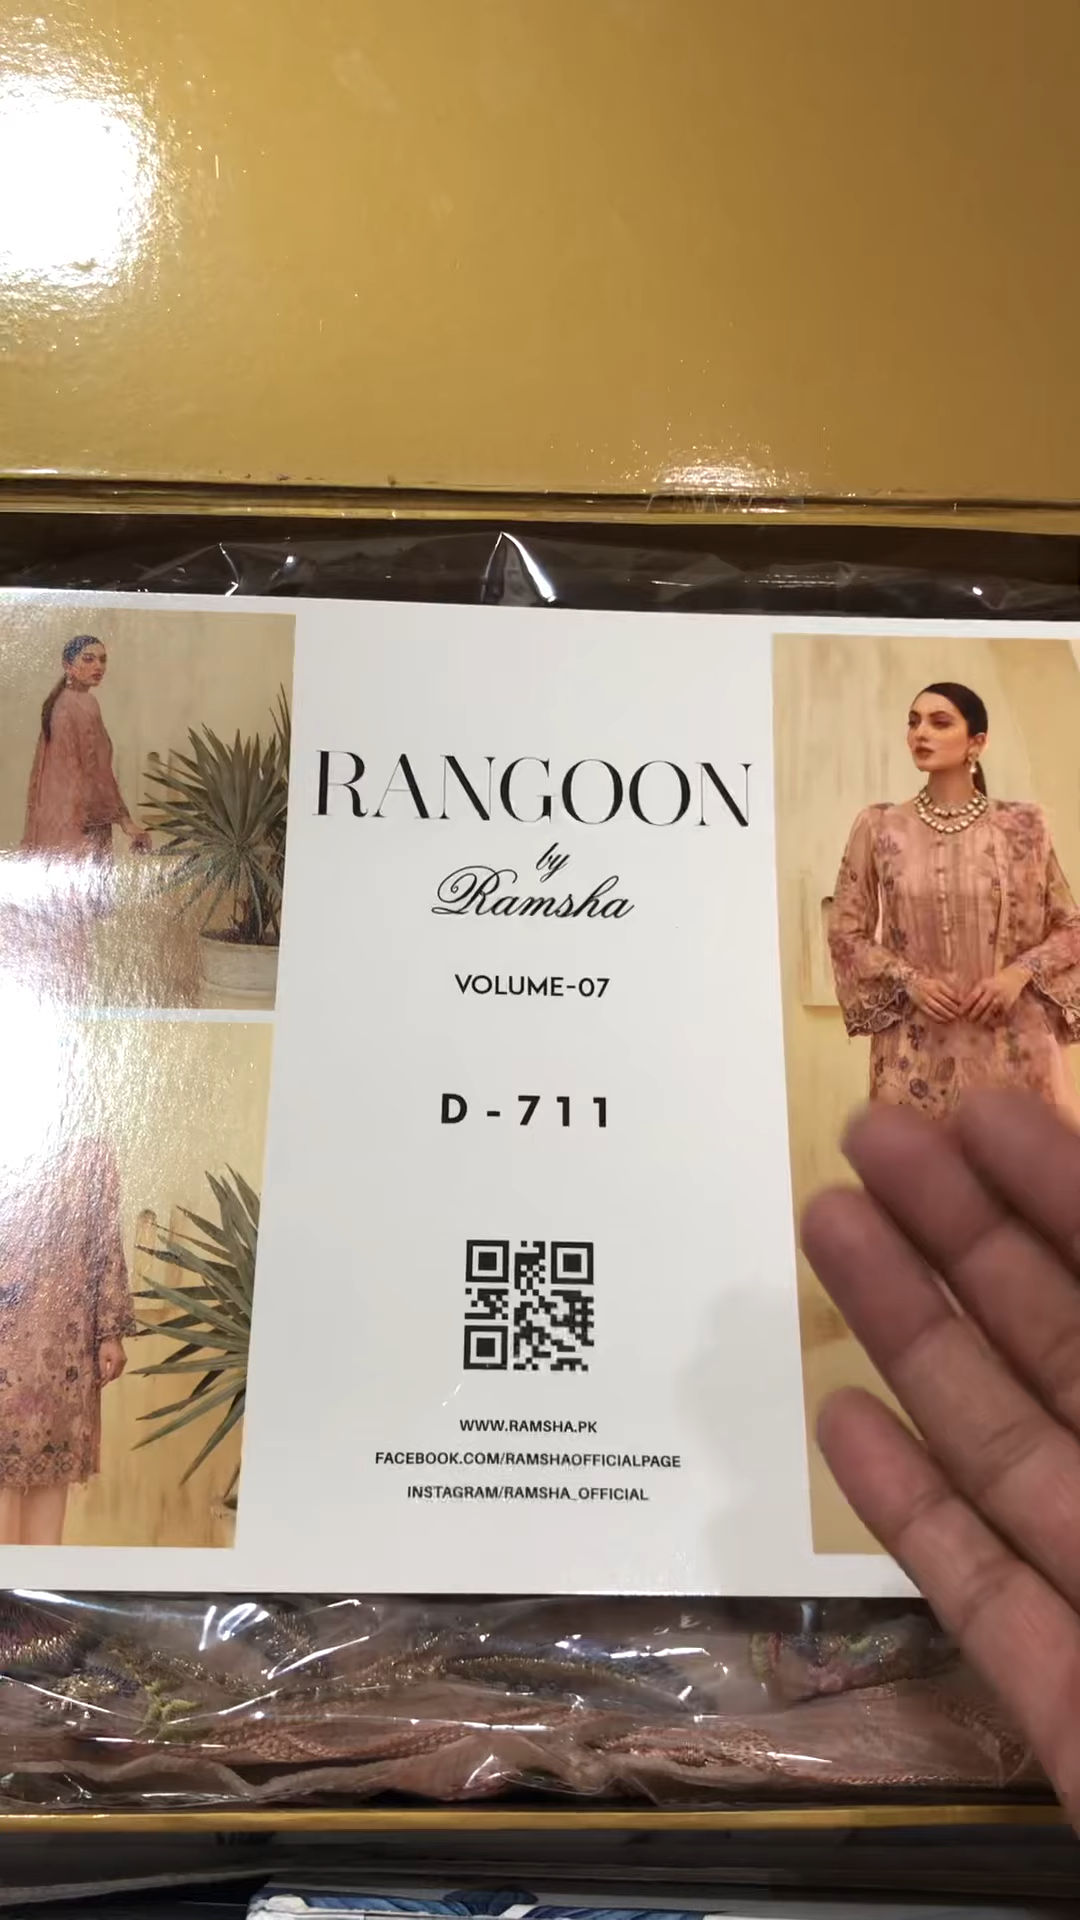 RANGOON
by
Ramsha
VOLUME-07
D-711
WWW.RAMSHA.PK
FACEBOOK.COM/RAMSHAOFFICIALPAGE
INSTAGRAM/RAMSHA_OFFICIAL